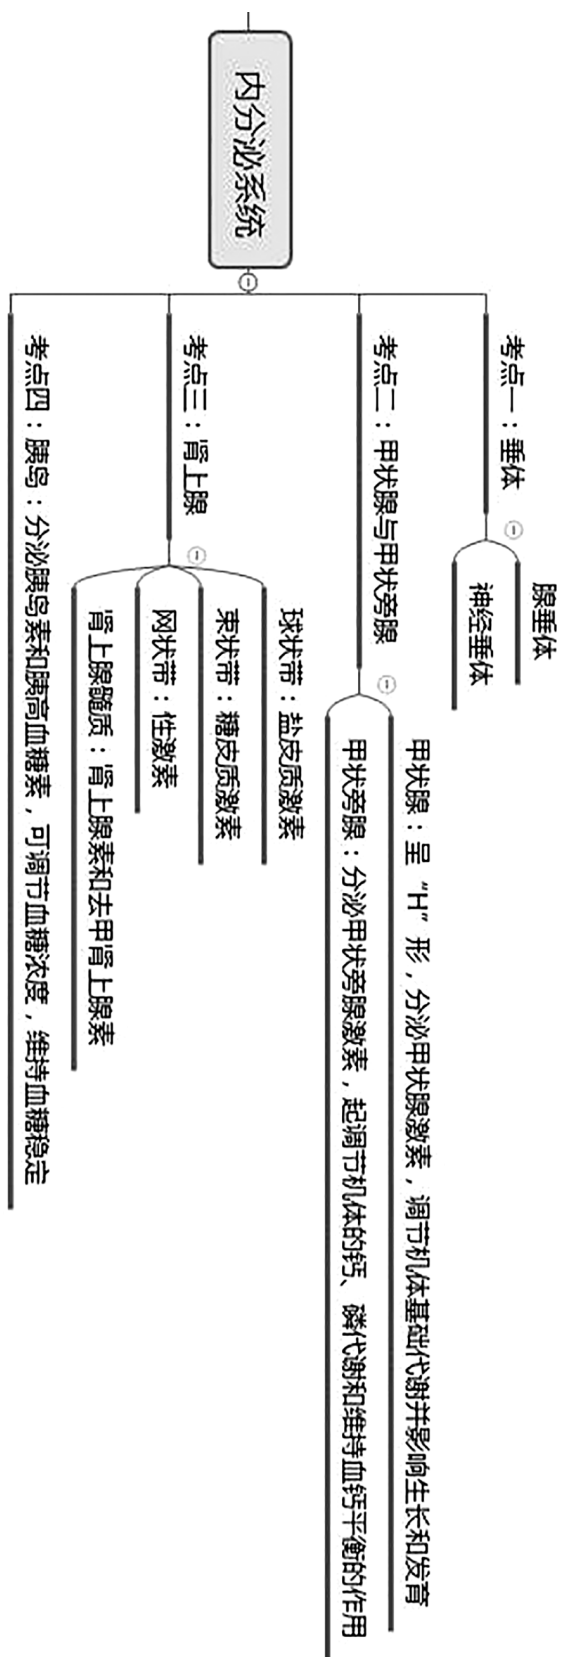 内分泌系统
考点一：垂体
腺垂体
神经垂体
考点二：甲状腺与甲状旁腺
甲状腺：呈“H”形，分泌甲状腺激素，调节机体基础代谢并影响生长和发育
甲状旁腺：分泌甲状旁腺激素，起调节机体的钙、磷代谢和维持血钙平衡的作用
考点三：肾上腺
球状带：盐皮质激素
束状带：糖皮质激素
网状带：性激素
肾上腺髓质：肾上腺素和去甲肾上腺素
考点四：胰岛：分泌胰岛素和胰高血糖素，可调节血糖浓度，维持血糖稳定